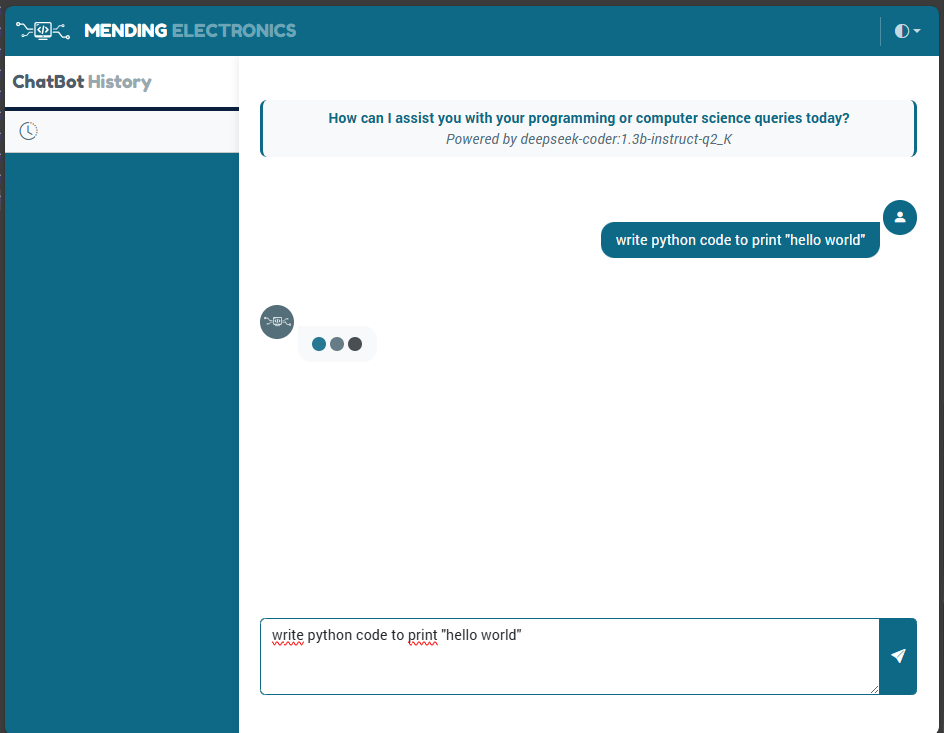 MENDING ELECTRONICS
ChatBot History
How can I assist you with your programming or computer science queries today?
Powered by deepseek-coder:1.3b-instruct-q2_K
write python code to print "hello world"
write python code to print "hello world"